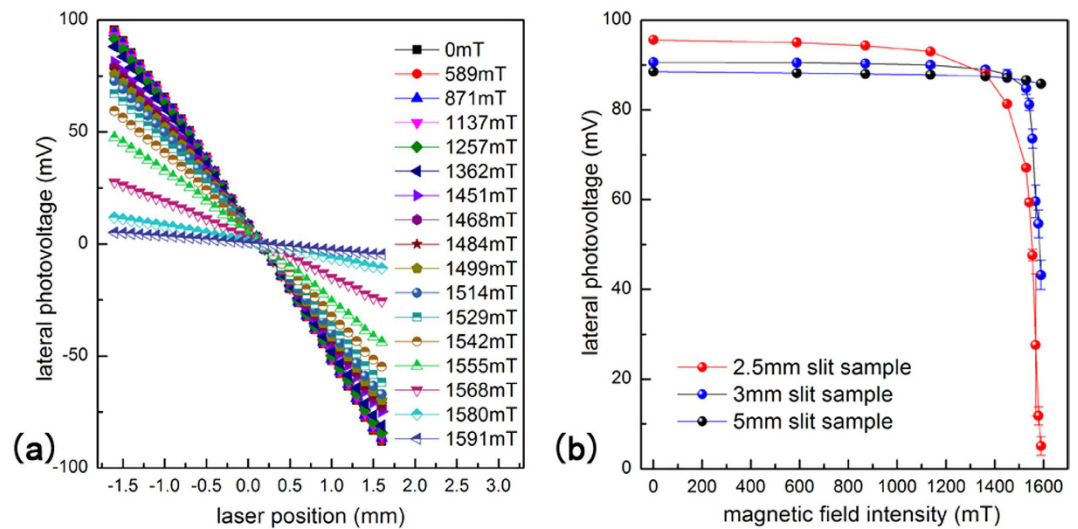 100
50
0
-50
-100
lateral photovoltage (mV)
-1.5 -1.0 -0.5 0.0 0.5 1.0 1.5 2.0 2.5 3.0
laser position (mm)
0mT
589mT
871mT
1137mT
1257mT
1362mT
1451mT
1468mT
1484mT
1499mT
1514mT
1529mT
1542mT
1555mT
1568mT
1580mT
1591mT
(a)
100
80
60
40
20
0
lateral photovoltage (mV)
0 200 400 600 800 1000 1200 1400 1600
magnetic field intensity (mT)
2.5mm slit sample
3mm slit sample
5mm slit sample
(b)